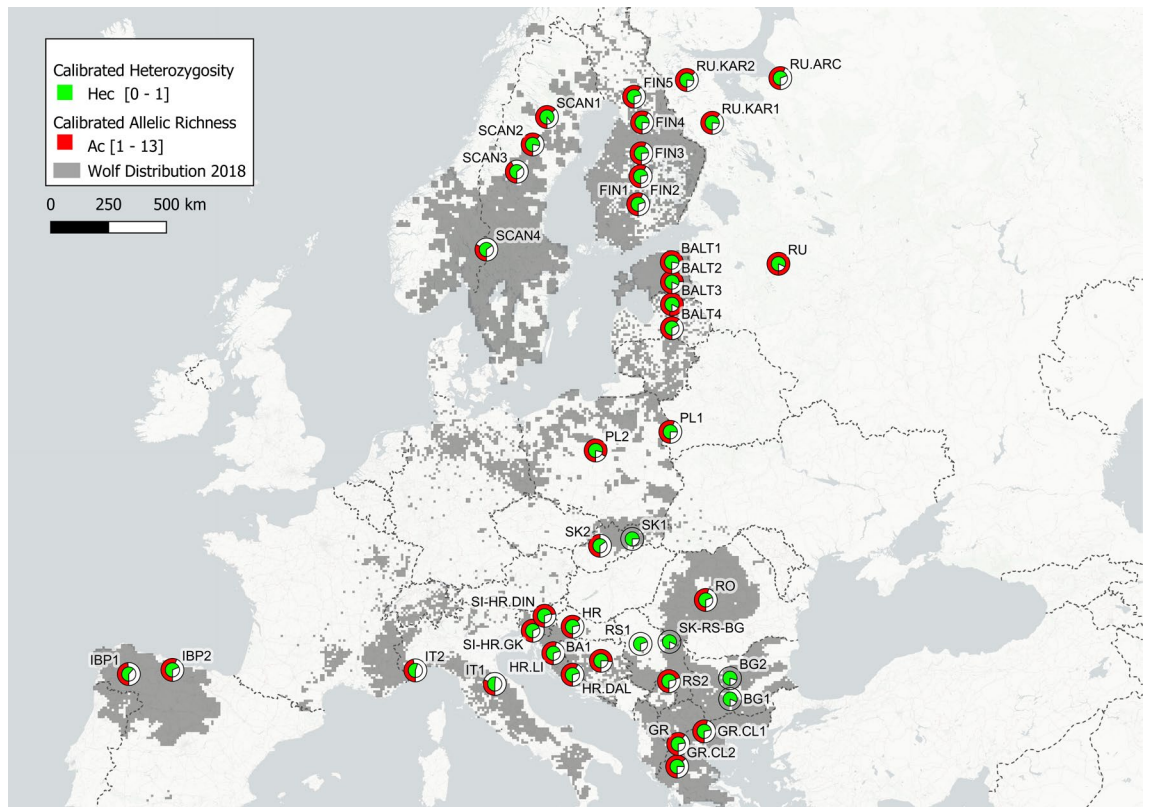 Calibrated Heterozygosity
Hec [0 - 1]
Calibrated Allelic Richness
Ac [1 - 13]
Wolf Distribution 2018
0 250 500 km
RU.KAR2
RU.ARC
FIN5
SCAN1
FIN4
RU.KAR1
SCAN2
SCAN3
FIN3
FIN1
FIN2
SCAN4
BALT1
RU
BALT2
BALT3
BALT4
PL1
PL2
SK1
SK2
RO
SI-HR.DIN
HR
RS1
SK-RS-BG
SI-HR.GK
BA1
IBP1
IBP2
IT2
IT1
HR.LI
HR.DAL
RS2
BG2
BG1
GR
GR.CL1
GR.CL2